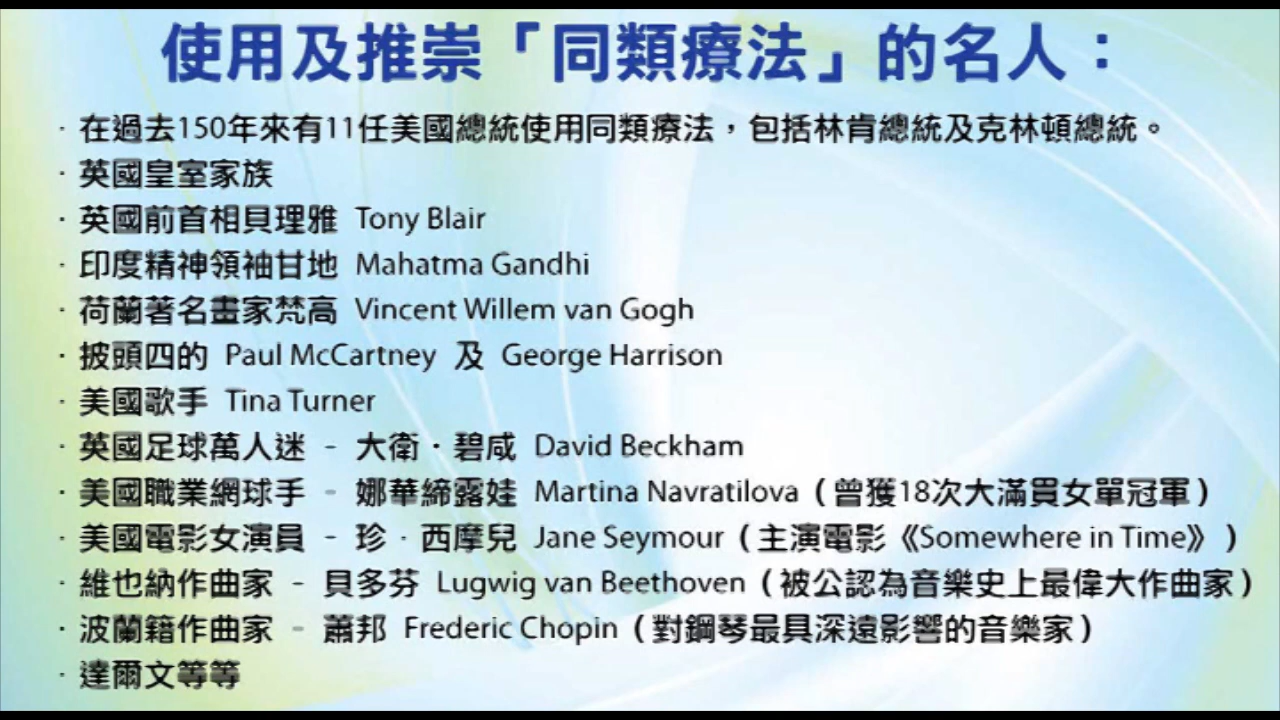 使用及推崇「同類療法」的名人：
· 在過去150年來有11任美國總統使用同類療法，包括林肯總統及克林頓總統。
· 英國皇室家族
· 英國前首相貝理雅 Tony Blair
· 印度精神領袖甘地 Mahatma Gandhi
· 荷蘭著名畫家梵高 Vincent Willem van Gogh
· 披頭四的 Paul McCartney 及 George Harrison
· 美國歌手 Tina Turner
· 英國足球萬人迷 - 大衛·碧咸 David Beckham
· 美國職業網球手 - 娜華締露娃 Martina Navratilova（曾獲18次大滿貫女單冠軍）
· 美國電影女演員 - 珍·西摩兒 Jane Seymour（主演電影《Somewhere in Time》）
· 維也納作曲家 - 貝多芬 Lugwig van Beethoven（被公認為音樂史上最偉大作曲家）
· 波蘭籍作曲家 - 蕭邦 Frederic Chopin（對鋼琴最具深遠影響的音樂家）
· 達爾文等等